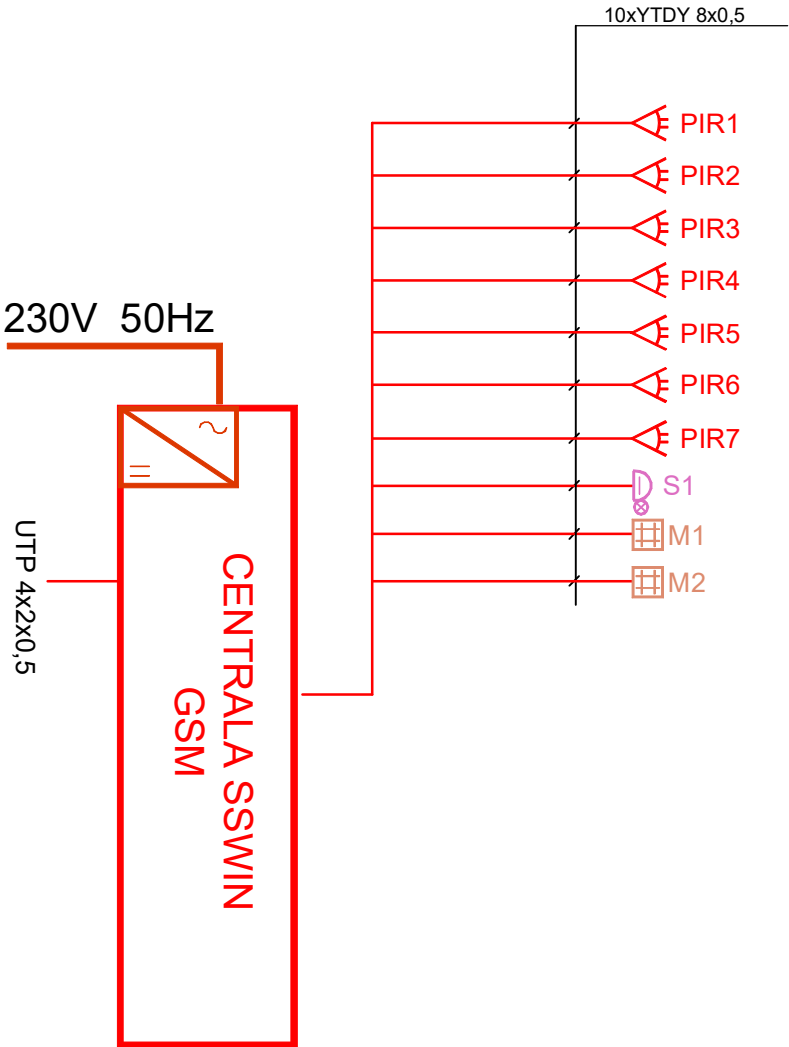 10xYTDY 8x0,5
PIR1
PIR2
PIR3
PIR4
PIR5
PIR6
PIR7
S1
M1
M2
230V 50Hz
UTP 4x2x0,5
CENTRALA SSWIN
GSM